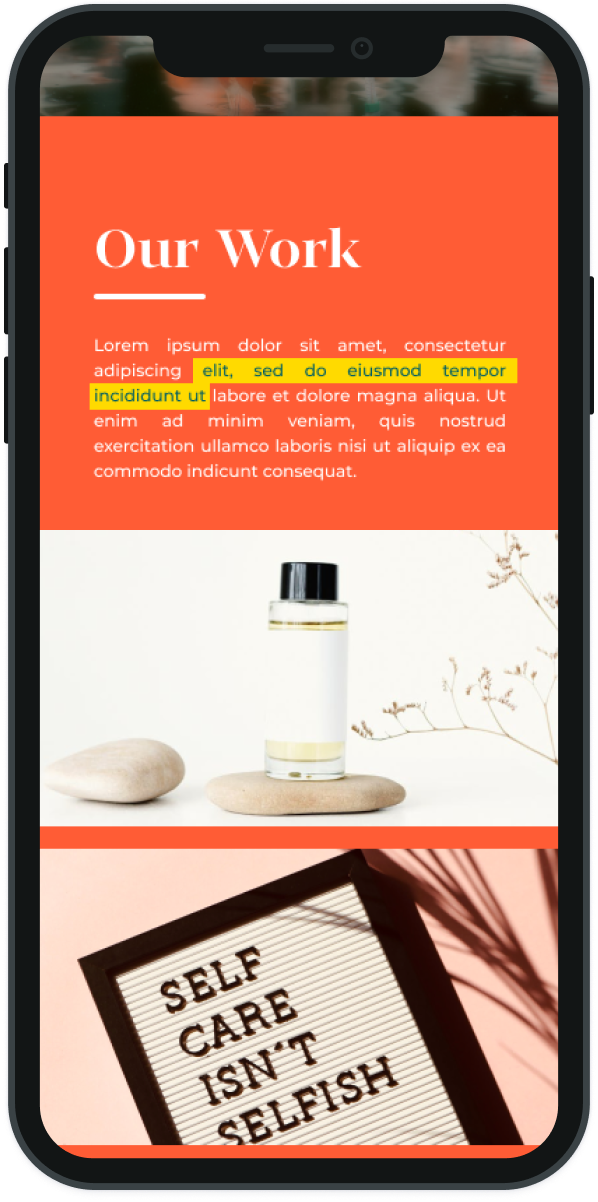 Our Work
Lorem ipsum dolor sit amet, consectetur
adipiscing elit, sed do eiusmod tempor
incididunt ut labore et dolore magna aliqua. Ut
enim ad minim veniam, quis nostrud
exercitation ullamco laboris nisi ut aliquip ex ea
commodo indicunt consequat.
SELF
CARE
ISN'T
SELFISH